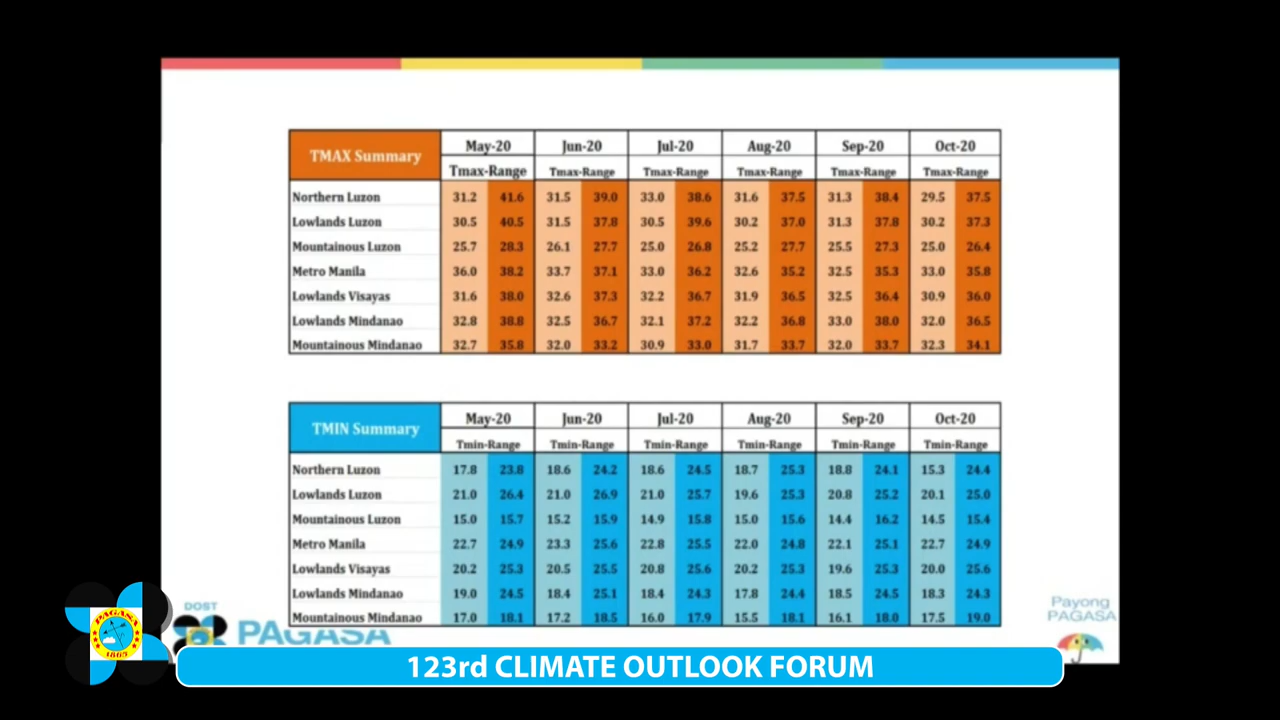 TMAX Summary May-20 Jun-20 Jul-20 Aug-20 Sep-20 Oct-20
Tmax-Range Tmax-Range Tmax-Range Tmax-Range Tmax-Range Tmax-Range
Northern Luzon 31.2 41.6 31.5 39.0 33.0 38.6 31.6 37.5 31.3 38.4 29.5 37.5
Lowlands Luzon 30.5 40.5 31.5 37.8 30.5 39.6 30.2 37.0 31.3 37.8 30.2 37.3
Mountainous Luzon 25.7 28.3 26.1 27.7 25.0 26.8 25.2 27.7 25.5 27.3 25.0 26.4
Metro Manila 36.0 38.2 33.7 37.1 33.0 36.2 32.6 35.2 32.5 35.3 33.0 35.8
Lowlands Visayas 31.6 38.0 32.6 37.3 32.2 36.7 31.9 36.5 32.5 36.4 30.9 36.0
Lowlands Mindanao 32.8 38.8 32.5 36.7 32.1 37.2 32.2 36.8 33.0 38.0 32.0 36.5
Mountainous Mindanao 32.7 35.8 32.0 33.2 30.9 33.0 31.7 33.7 32.0 33.7 32.3 34.1
TMIN Summary May-20 Jun-20 Jul-20 Aug-20 Sep-20 Oct-20
Tmin-Range Tmin-Range Tmin-Range Tmin-Range Tmin-Range Tmin-Range
Northern Luzon 17.8 23.8 18.6 24.2 18.6 24.5 18.7 25.3 18.8 24.1 15.3 24.4
Lowlands Luzon 21.0 26.4 21.0 26.9 21.0 25.7 19.6 25.3 20.8 25.2 20.1 25.0
Mountainous Luzon 15.0 15.7 15.2 15.9 14.9 15.8 15.0 15.6 14.4 16.2 14.5 15.4
Metro Manila 22.7 24.9 23.3 25.6 22.8 25.5 22.0 24.8 22.1 25.1 22.7 24.9
Lowlands Visayas 20.2 25.3 20.5 25.5 20.8 25.6 20.2 25.3 19.6 25.3 20.0 25.6
Lowlands Mindanao 19.0 24.5 18.4 25.1 18.4 24.3 17.8 24.4 18.5 24.5 18.3 24.3
Mountainous Mindanao 17.0 18.1 17.2 18.5 16.0 17.9 15.5 18.1 16.1 18.0 17.5 19.0
DOST
PAGASA
Payong
PAGASA
PAGASA
1865
123rd CLIMATE OUTLOOK FORUM